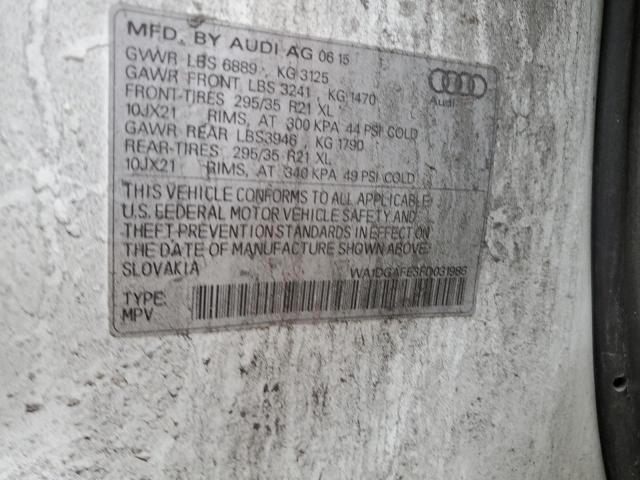 MFD. BY AUDI AG 06 15
GVWR LBS 6889 KG 3125
GAWR FRONT LBS 3241 KG 1470
FRONT-TIRES 295/35 R21 XL
10JX21 RIMS, AT 300 KPA 44 PSI COLD
GAWR REAR LBS3946 KG 1790
REAR-TIRES 295/35 R21 XL
10JX21 RIMS, AT 340 KPA 49 PSI COLD
Audi
THIS VEHICLE CONFORMS TO ALL APPLICABLE
U.S. FEDERAL MOTOR VEHICLE SAFETY AND
THEFT-PREVENTION STANDARDS IN EFFECT ON
THE DATE OF MANUFACTURE SHOWN ABOVE.
SLOVAKIA WA1DGAFE3FD031986
TYPE:
MPV